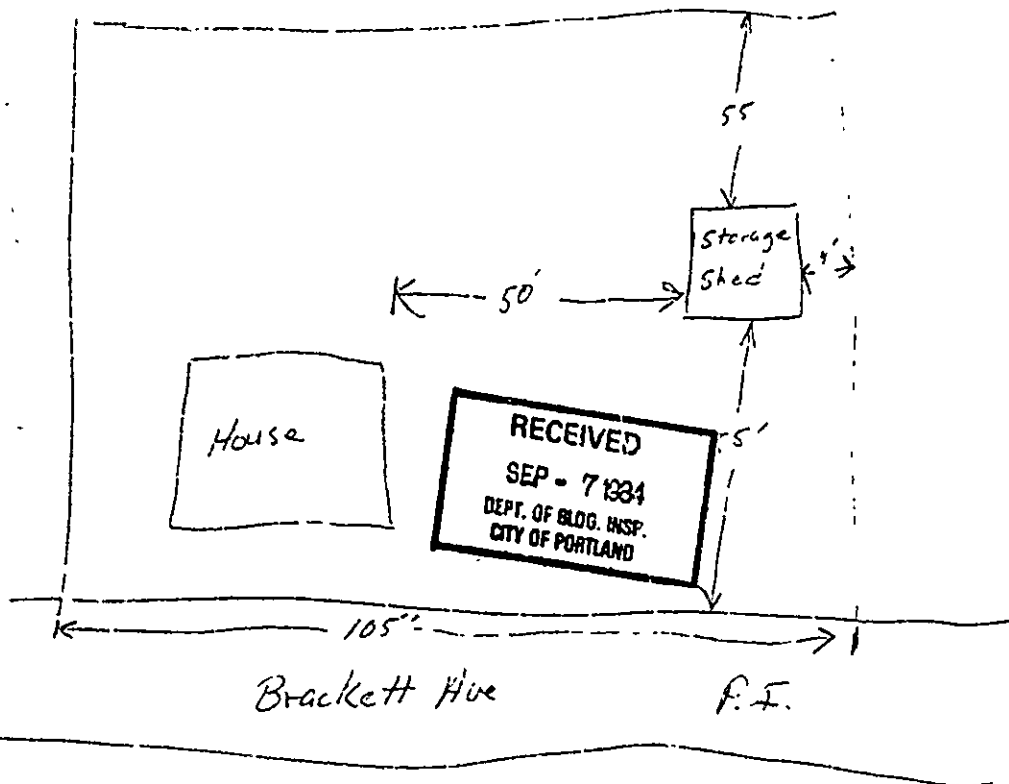 55
Storage
Shed
4'
50'
House
5'
RECEIVED
SEP - 7 1984
DEPT. OF BLDG. INSP.
CITY OF PORTLAND
105'
Brackett Ave
P.I.